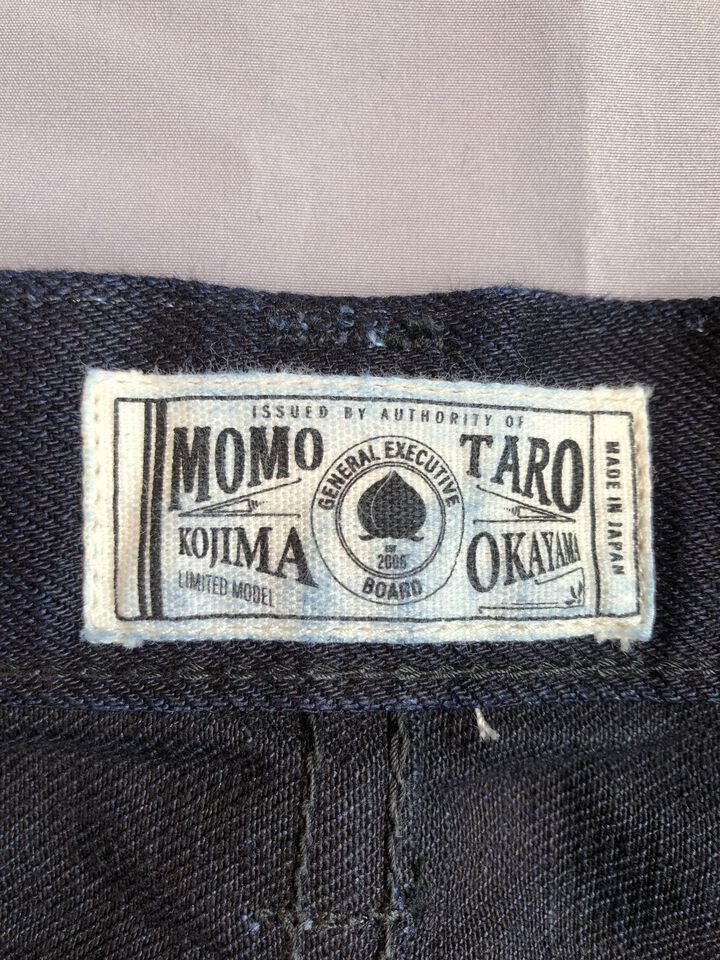 ISSUED BY AUTHORITY OF
MOMO TARO
GENERAL EXECUTIVE
KOJIMA OKAYAMA
EST 2006
BOARD
LIMITED MODEL
MADE IN JAPAN